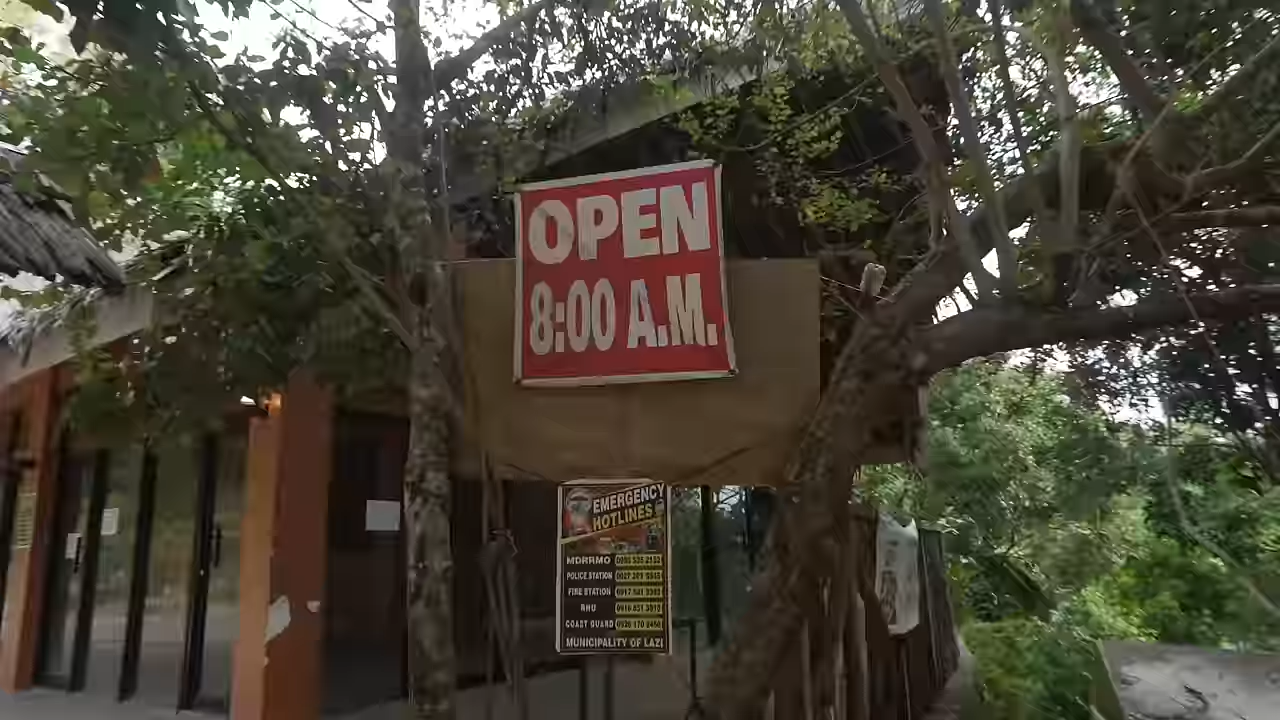 OPEN
8:00 A.M.
EMERGENCY
HOTLINES
MDRRMO
POLICE STATION
FIRE STATION
RHU
COAST GUARD
MUNICIPALITY OF LAZI